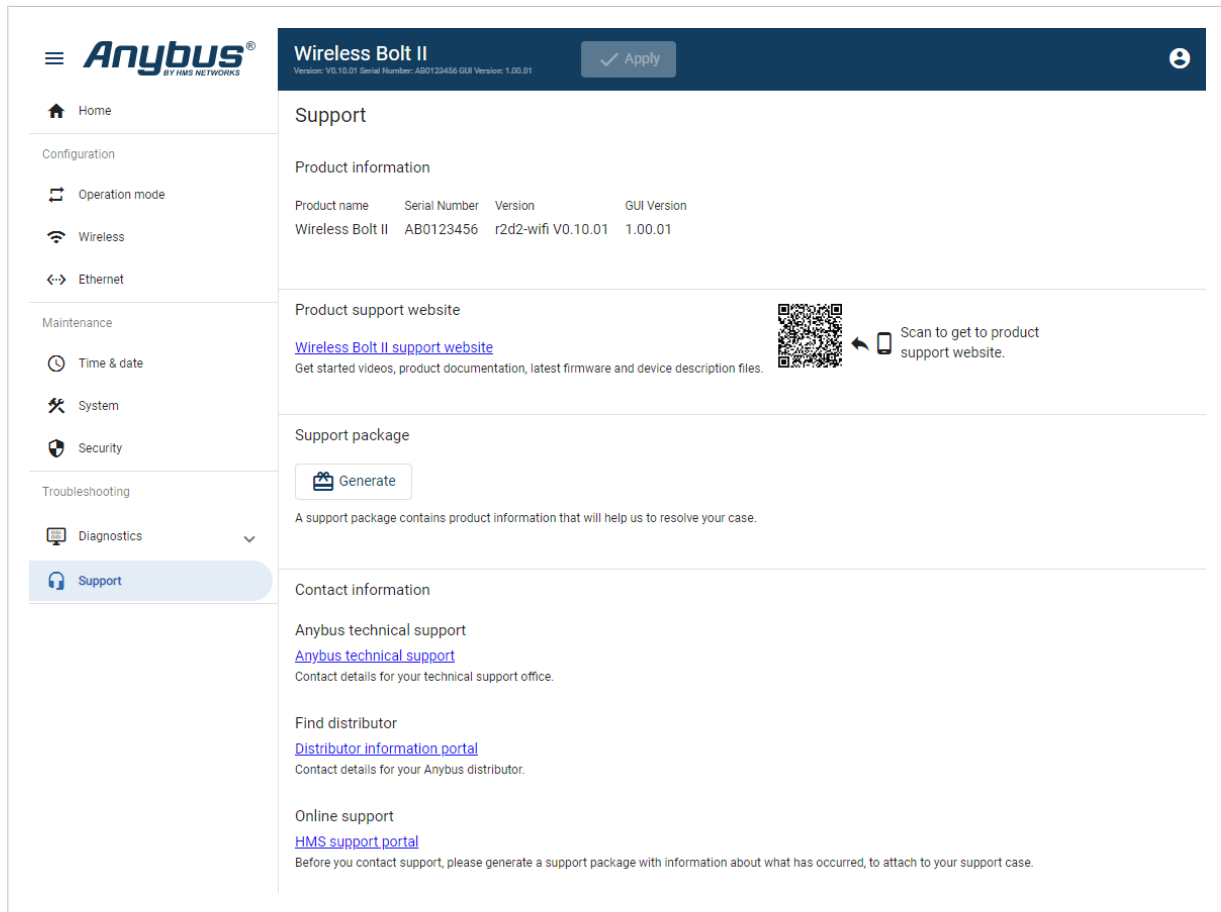 Anybus®
BY HMS NETWORKS
Wireless Bolt II
Version: V0.10.01 Serial Number: AB0123456 GUI Version: 1.00.01
Apply
Home
Configuration
Operation mode
Wireless
Ethernet
Maintenance
Time & date
System
Security
Troubleshooting
Diagnostics
Support
Support
Product information
Product name Serial Number Version GUI Version
Wireless Bolt II AB0123456 r2d2-wifi V0.10.01 1.00.01
Product support website
Wireless Bolt II support website
Get started videos, product documentation, latest firmware and device description files.
Scan to get to product
support website.
Support package
Generate
A support package contains product information that will help us to resolve your case.
Contact information
Anybus technical support
Anybus technical support
Contact details for your technical support office.
Find distributor
Distributor information portal
Contact details for your Anybus distributor.
Online support
HMS support portal
Before you contact support, please generate a support package with information about what has occurred, to attach to your support case.